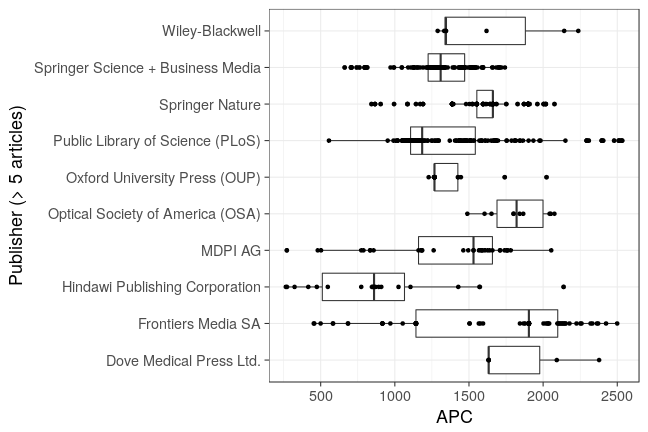 Publisher (> 5 articles)
Wiley-Blackwell
Springer Science + Business Media
Springer Nature
Public Library of Science (PLoS)
Oxford University Press (OUP)
Optical Society of America (OSA)
MDPI AG
Hindawi Publishing Corporation
Frontiers Media SA
Dove Medical Press Ltd.
500 1000 1500 2000 2500
APC